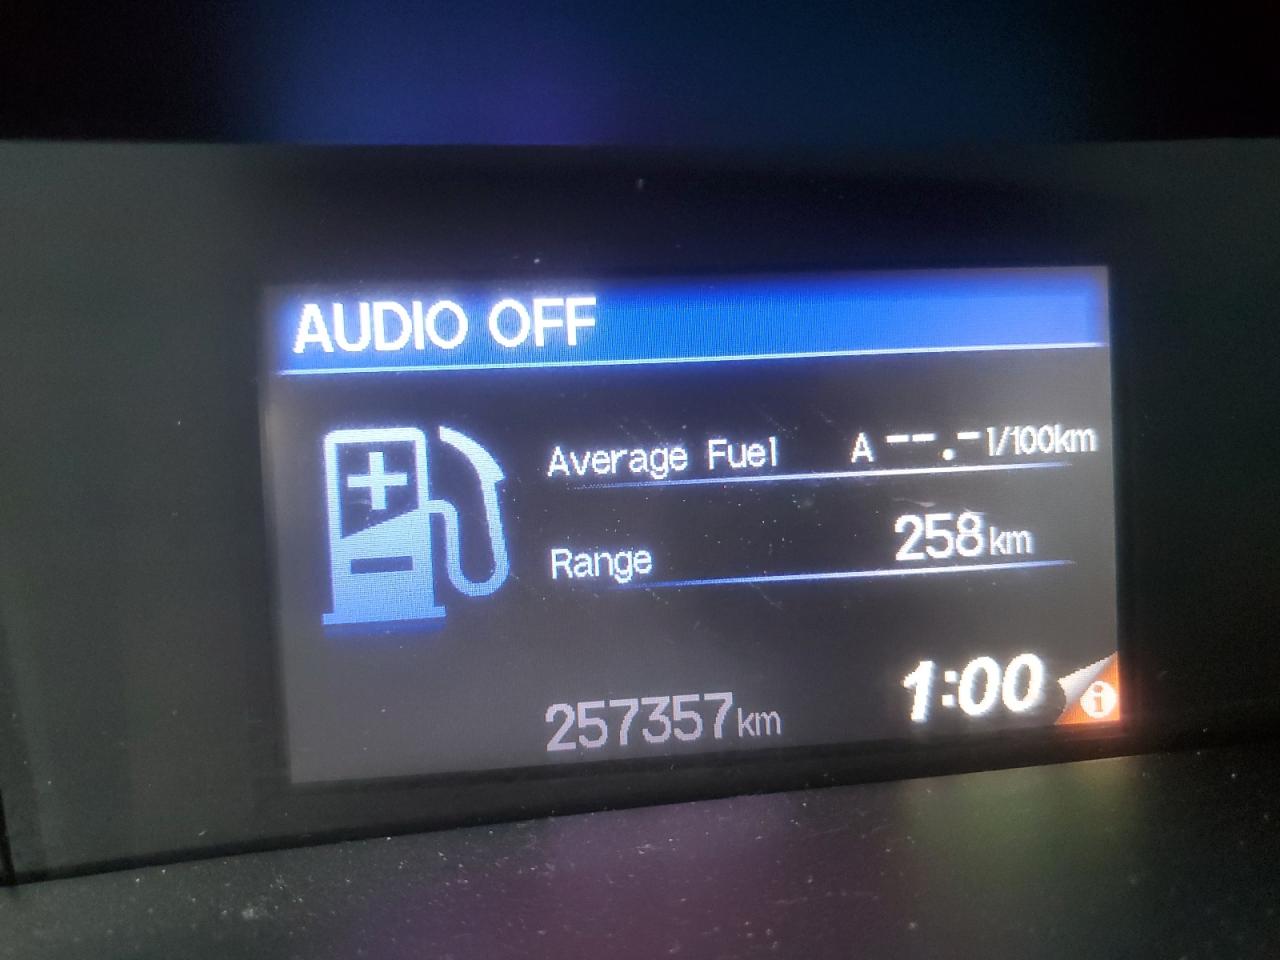 AUDIO OFF
Average Fuel A --.- l/100km
Range 258 km
257357 km 1:00 i